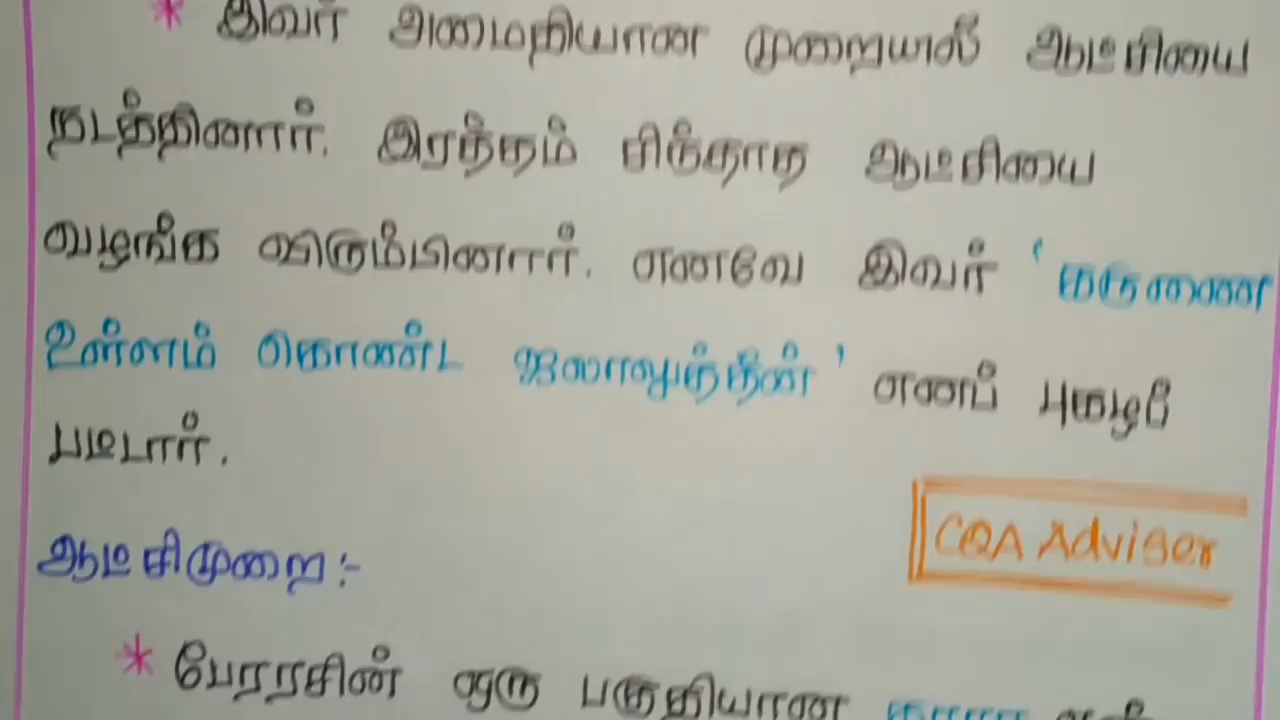 * இவர் அமைதியான முறையில் ஆட்சியை
நடத்தினார். இரத்தம் சிந்தாத ஆட்சியை
வழங்க விரும்பினார். எனவே இவர் 'கருணை
உள்ளம் கொண்ட ஜலாலுத்தீன்' எனப் புகழப்
பட்டார்.
CQA Adviser
ஆட்சிமுறை:-
* பேரரசின் ஒரு பகுதியான காரா